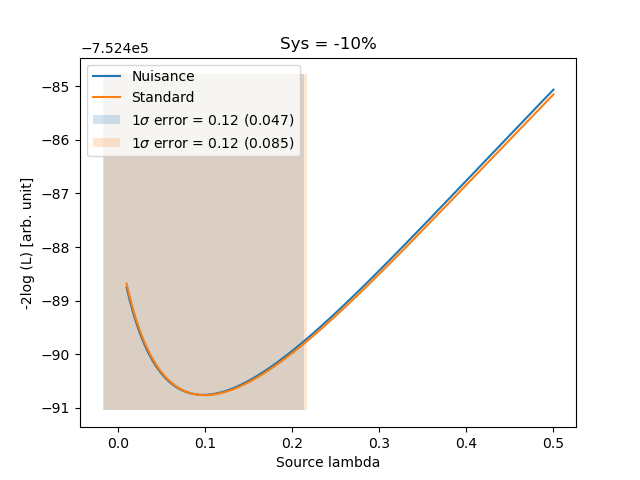 Sys = -10%
−7.524e5
Nuisance
Standard
1σ error = 0.12 (0.047)
1σ error = 0.12 (0.085)
-2log (L) [arb. unit]
−85
−86
−87
−88
−89
−90
−91
0.0 0.1 0.2 0.3 0.4 0.5
Source lambda